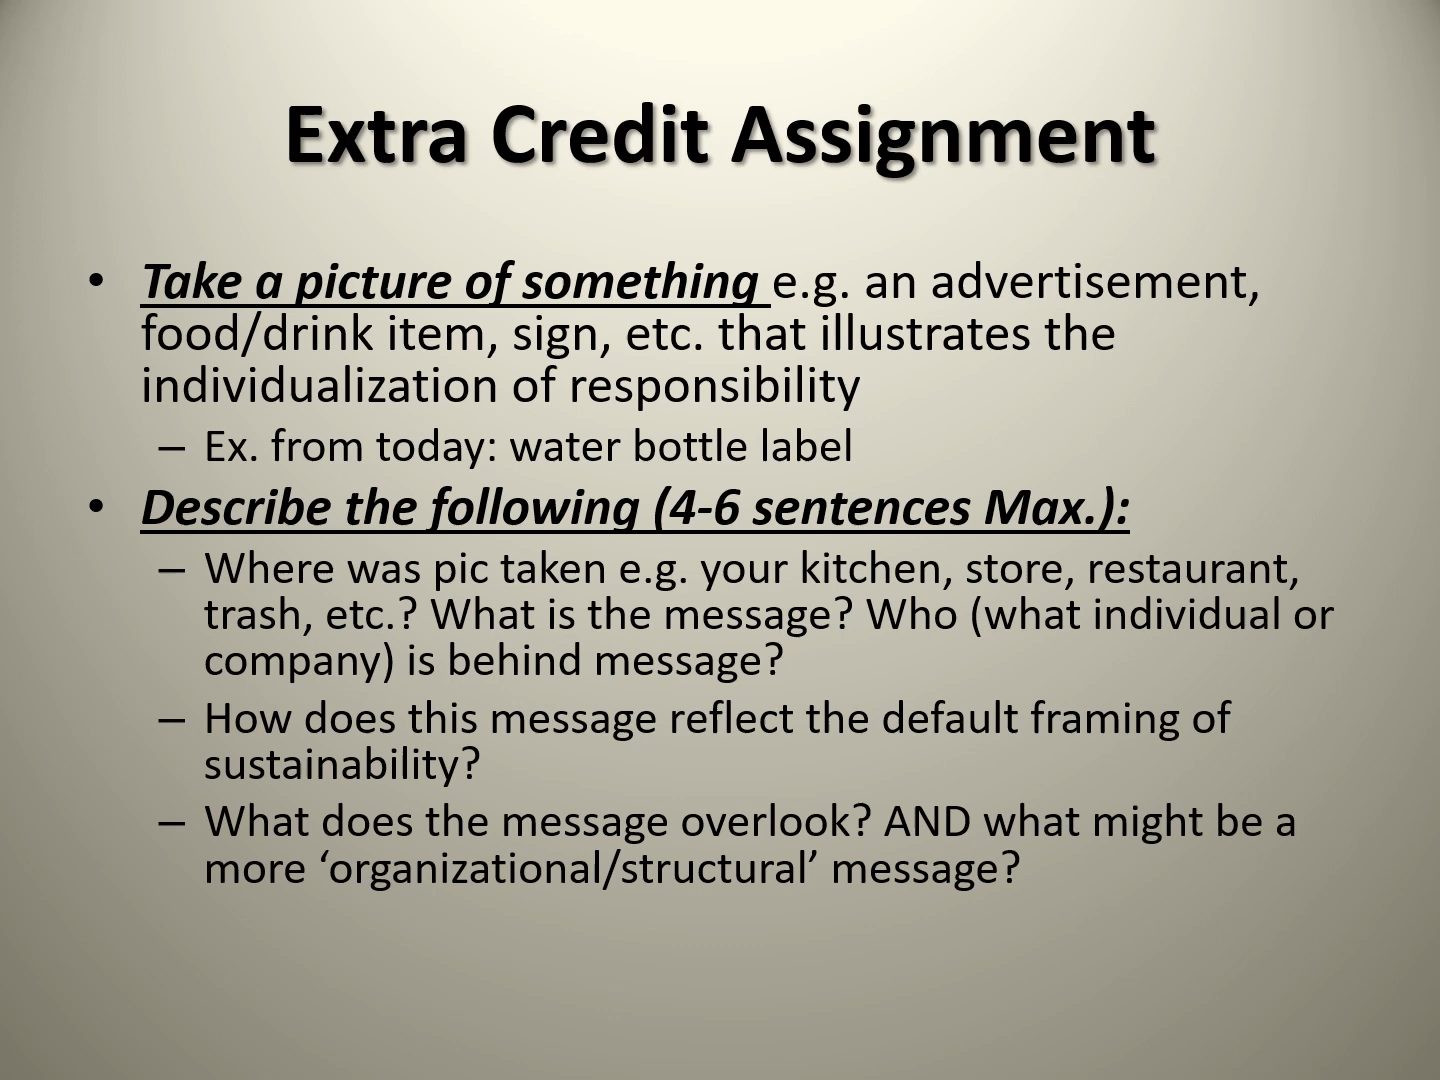 Extra Credit Assignment
• Take a picture of something e.g. an advertisement,
food/drink item, sign, etc. that illustrates the
individualization of responsibility
– Ex. from today: water bottle label
• Describe the following (4-6 sentences Max.):
– Where was pic taken e.g. your kitchen, store, restaurant,
trash, etc.? What is the message? Who (what individual or
company) is behind message?
– How does this message reflect the default framing of
sustainability?
– What does the message overlook? AND what might be a
more ‘organizational/structural’ message?